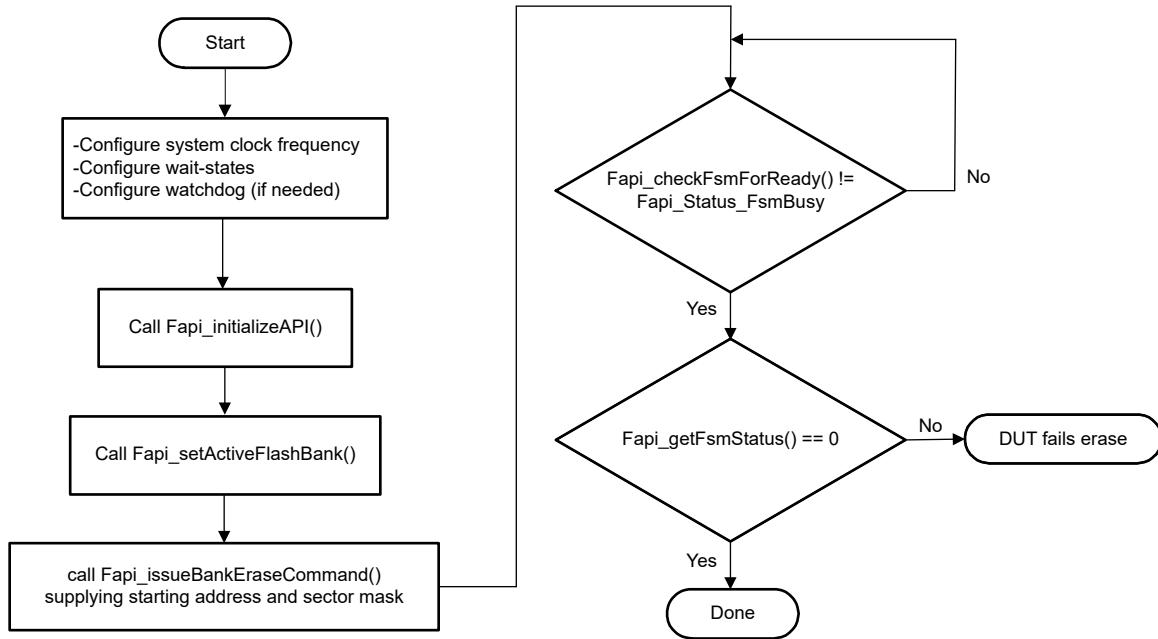 Start
-Configure system clock frequency
-Configure wait-states
-Configure watchdog (if needed)
Call Fapi_initializeAPI()
Call Fapi_setActiveFlashBank()
call Fapi_issueBankEraseCommand()
supplying starting address and sector mask
Fapi_checkFsmForReady() !=
Fapi_Status_FsmBusy
No
Yes
Fapi_getFsmStatus() == 0
No
DUT fails erase
Yes
Done